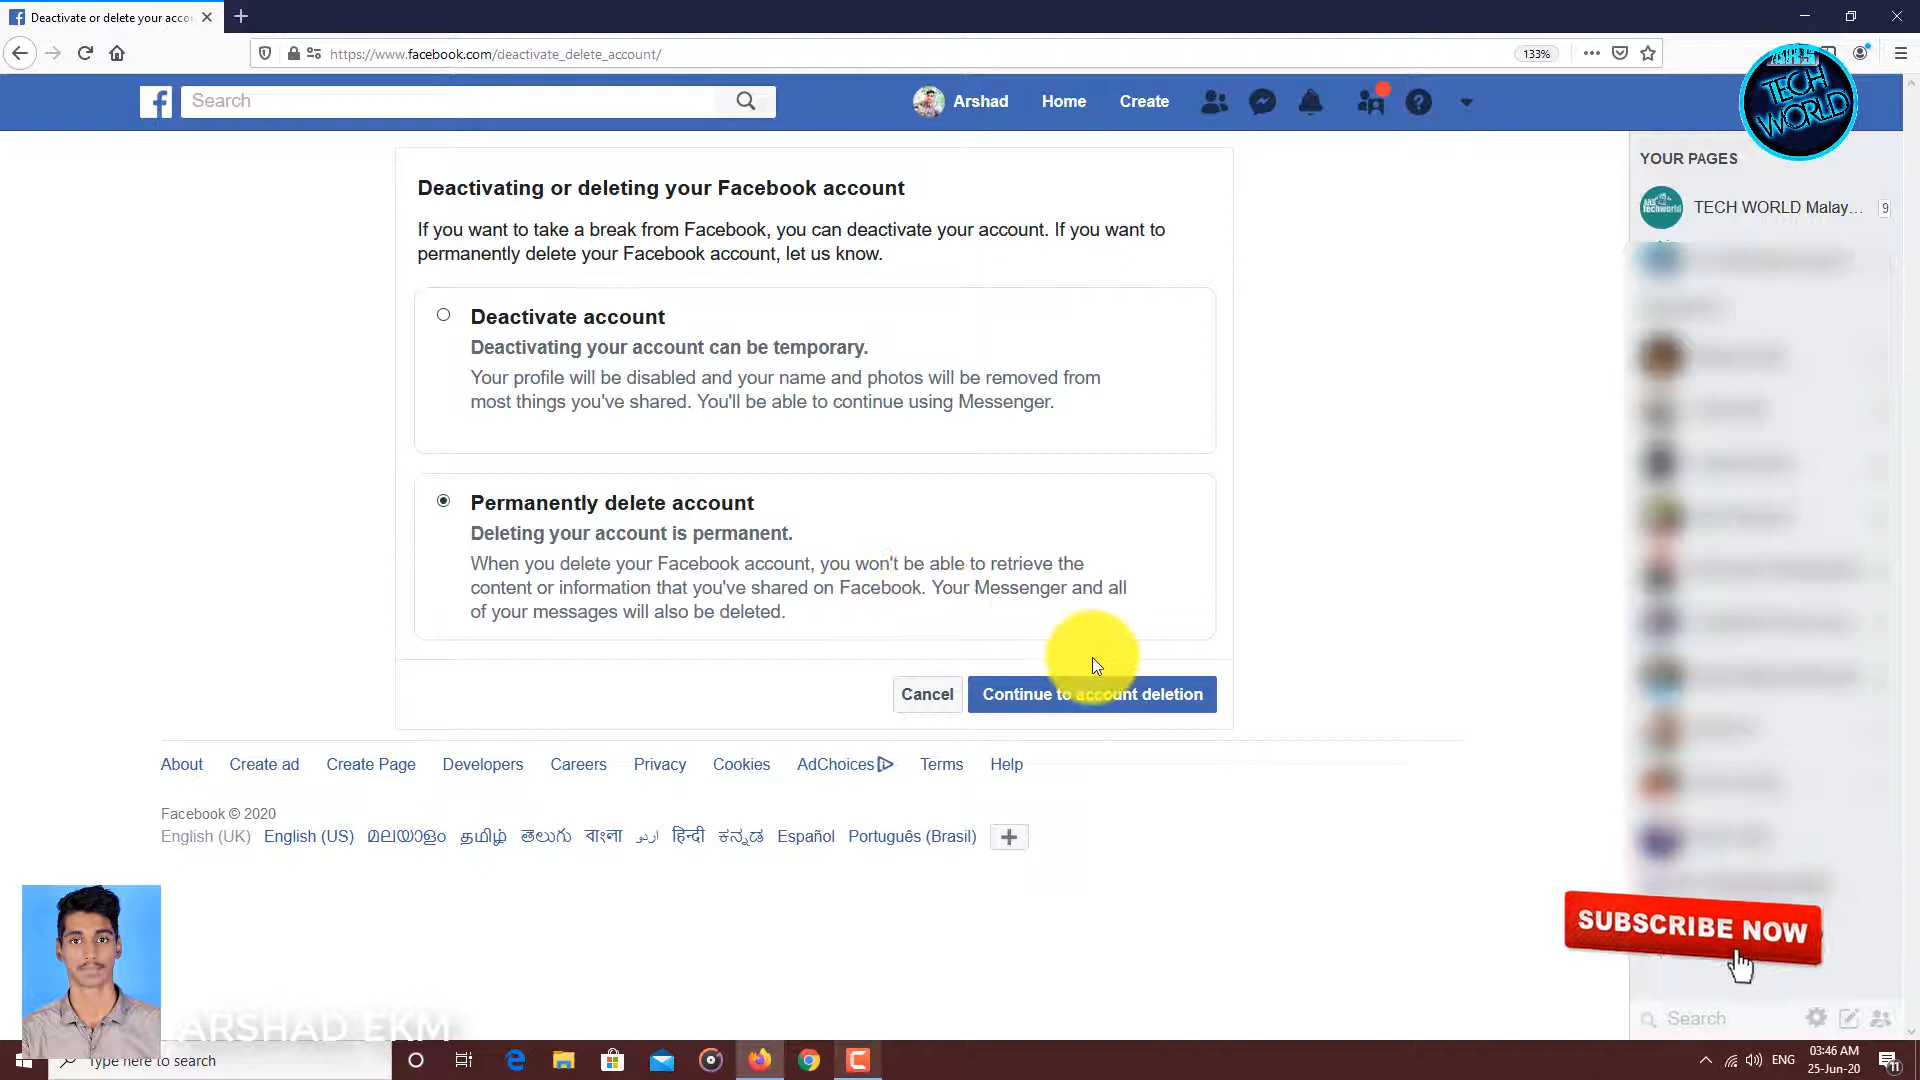 Deactivate or delete your acco
https://www.facebook.com/deactivate_delete_account/
133%
TECH WORLD
Search
Arshad
Home
Create
YOUR PAGES
TECH WORLD Malay...
9
Deactivating or deleting your Facebook account
If you want to take a break from Facebook, you can deactivate your account. If you want to
permanently delete your Facebook account, let us know.
Deactivate account
Deactivating your account can be temporary.
Your profile will be disabled and your name and photos will be removed from
most things you've shared. You'll be able to continue using Messenger.
Permanently delete account
Deleting your account is permanent.
When you delete your Facebook account, you won't be able to retrieve the
content or information that you've shared on Facebook. Your Messenger and all
of your messages will also be deleted.
Cancel
Continue to account deletion
About Create ad Create Page Developers Careers Privacy Cookies AdChoices Terms Help
Facebook © 2020
English (UK) English (US) മലയാളം தமிழ் తెలుగు বাংলা اردو हिन्दी ಕನ್ನಡ Español Português (Brasil)
SUBSCRIBE NOW
Search
ARSHAD EKM
Type here to search
ENG
03:46 AM
25-Jun-20
11